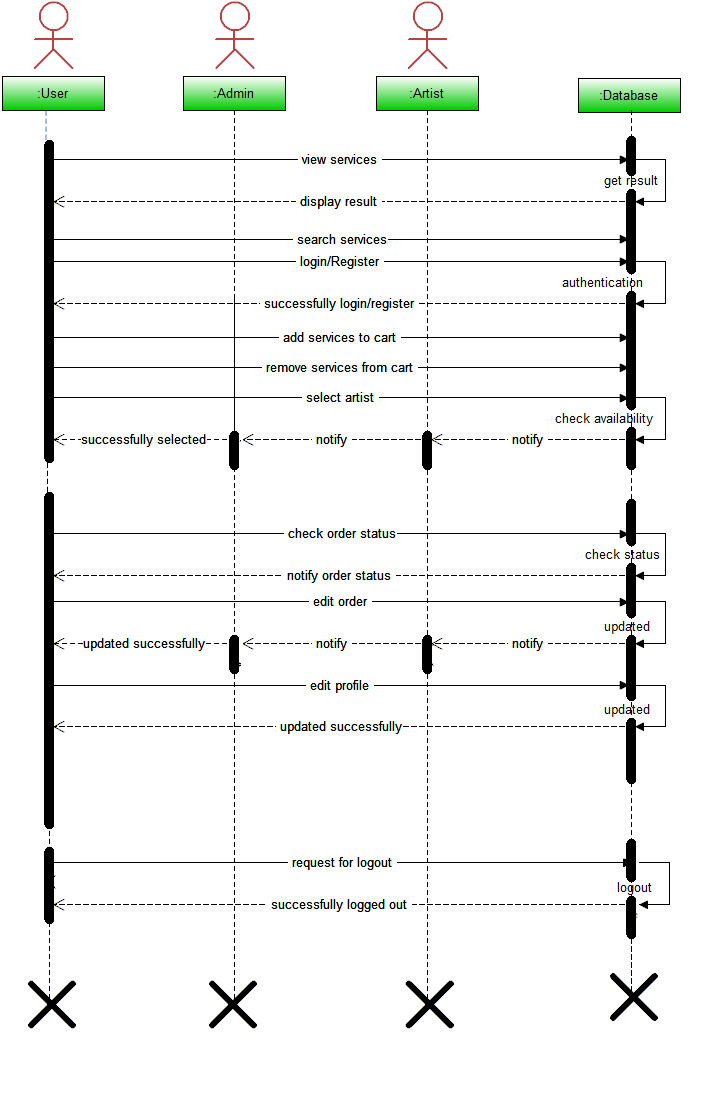 :User
:Admin
:Artist
:Database
view services
get result
display result
search services
login/Register
authentication
successfully login/register
add services to cart
remove services from cart
select artist
check availability
successfully selected
notify
notify
check order status
check status
notify order status
edit order
updated
updated successfully
notify
notify
edit profile
updated
updated successfully
request for logout
logout
successfully logged out